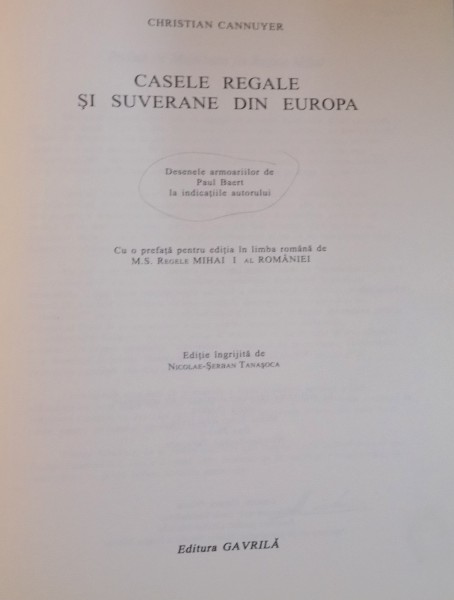 CHRISTIAN CANNUYER
CASELE REGALE
ȘI SUVERANE DIN EUROPA
Desenele armoariilor de
Paul Baert
la indicațiile autorului
Cu o prefață pentru ediția în limba română de
M.S. REGELE MIHAI I AL ROMÂNIEI
Ediție îngrijită de
NICOLAE-ȘERBAN TANAȘOCA
Editura GAVRILĂ